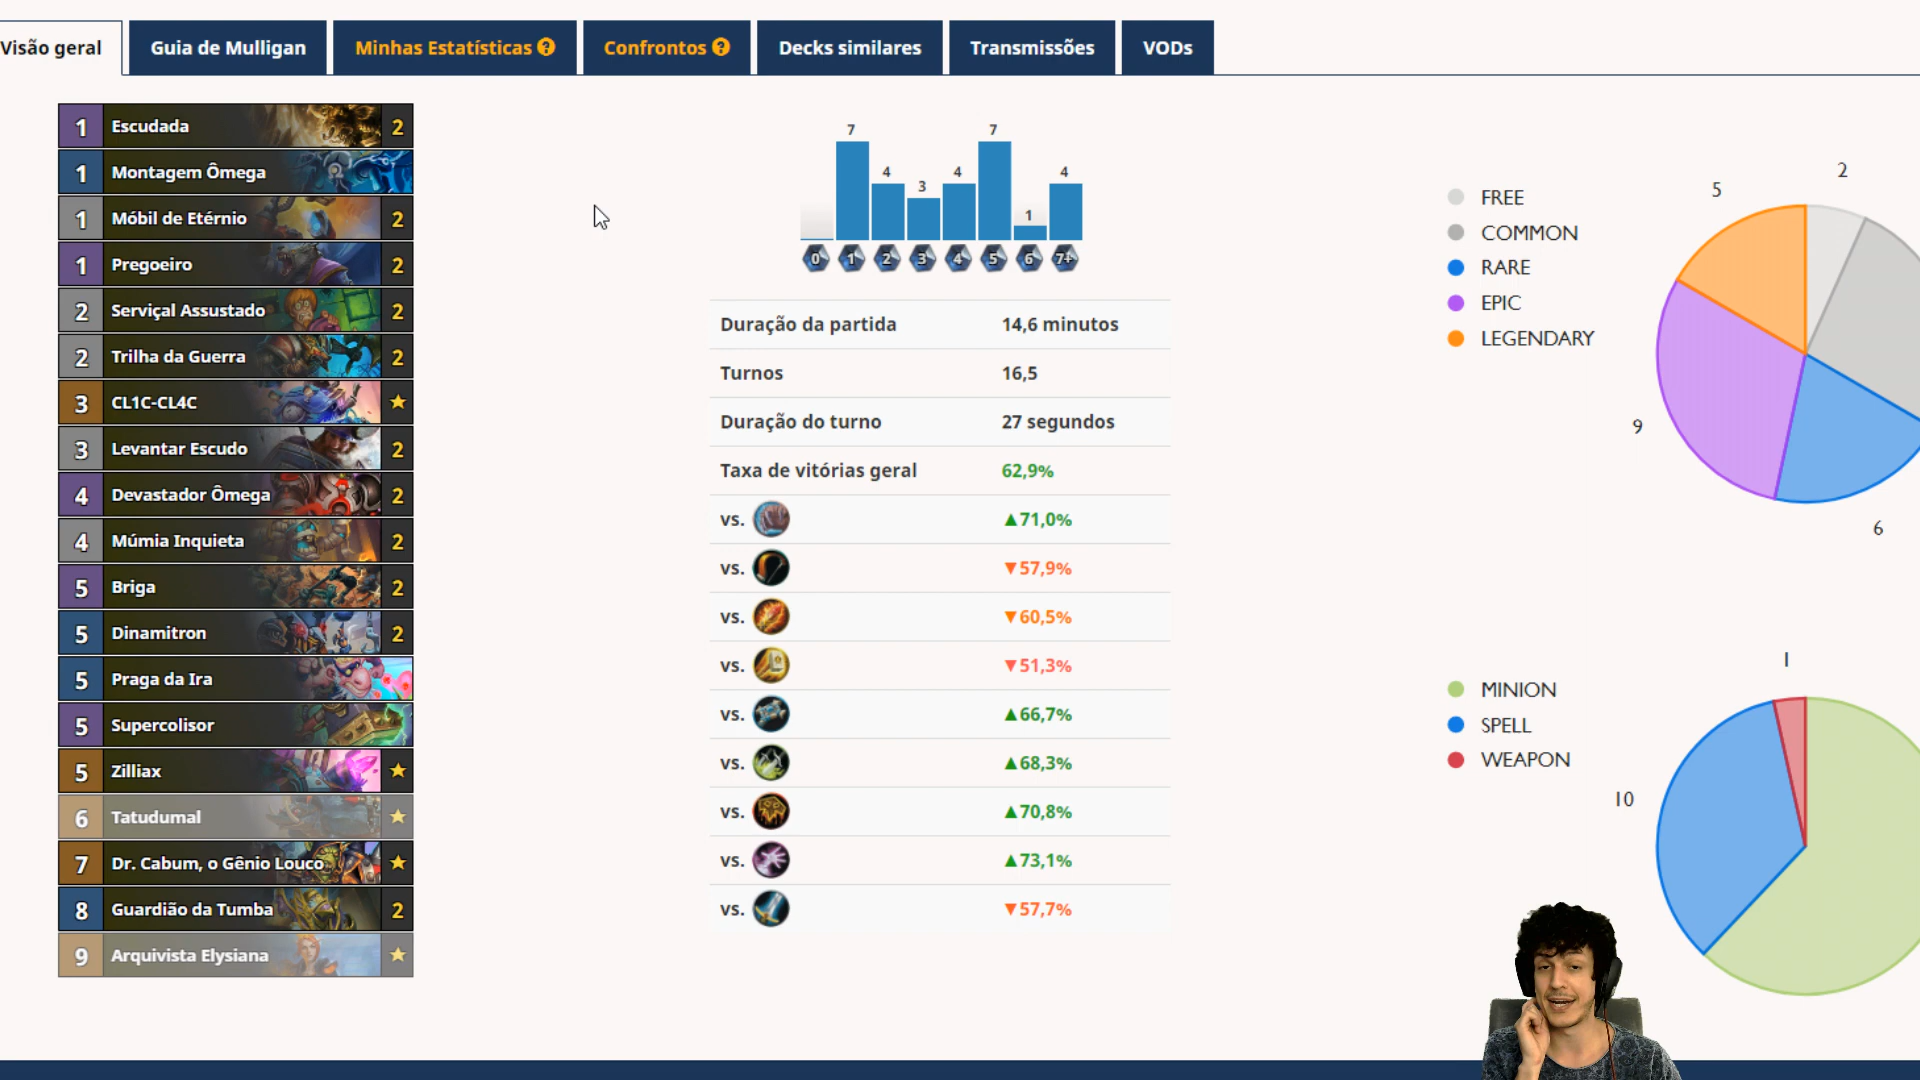 Visão geral
Guia de Mulligan
Minhas Estatísticas ?
Confrontos ?
Decks similares
Transmissões
VODs
1 Escudada 2
1 Montagem Ômega
1 Móbil de Etérnio 2
1 Pregoeiro 2
2 Serviçal Assustado 2
2 Trilha da Guerra 2
3 CL1C-CL4C ★
3 Levantar Escudo 2
4 Devastador Ômega 2
4 Múmia Inquieta 2
5 Briga 2
5 Dinamitron 2
5 Praga da Ira
5 Supercolisor
5 Zilliax ★
6 Tatudumal ★
7 Dr. Cabum, o Gênio Louco ★
8 Guardião da Tumba 2
9 Arquivista Elysiana ★
7 4 3 4 7 1 4
0 1 2 3 4 5 6 7+
Duração da partida 14,6 minutos
Turnos 16,5
Duração do turno 27 segundos
Taxa de vitórias geral 62,9%
vs. ▲71,0%
vs. ▼57,9%
vs. ▼60,5%
vs. ▼51,3%
vs. ▲66,7%
vs. ▲68,3%
vs. ▲70,8%
vs. ▲73,1%
vs. ▼57,7%
FREE
COMMON
RARE
EPIC
LEGENDARY
2
5
9
6
MINION
SPELL
WEAPON
1
10